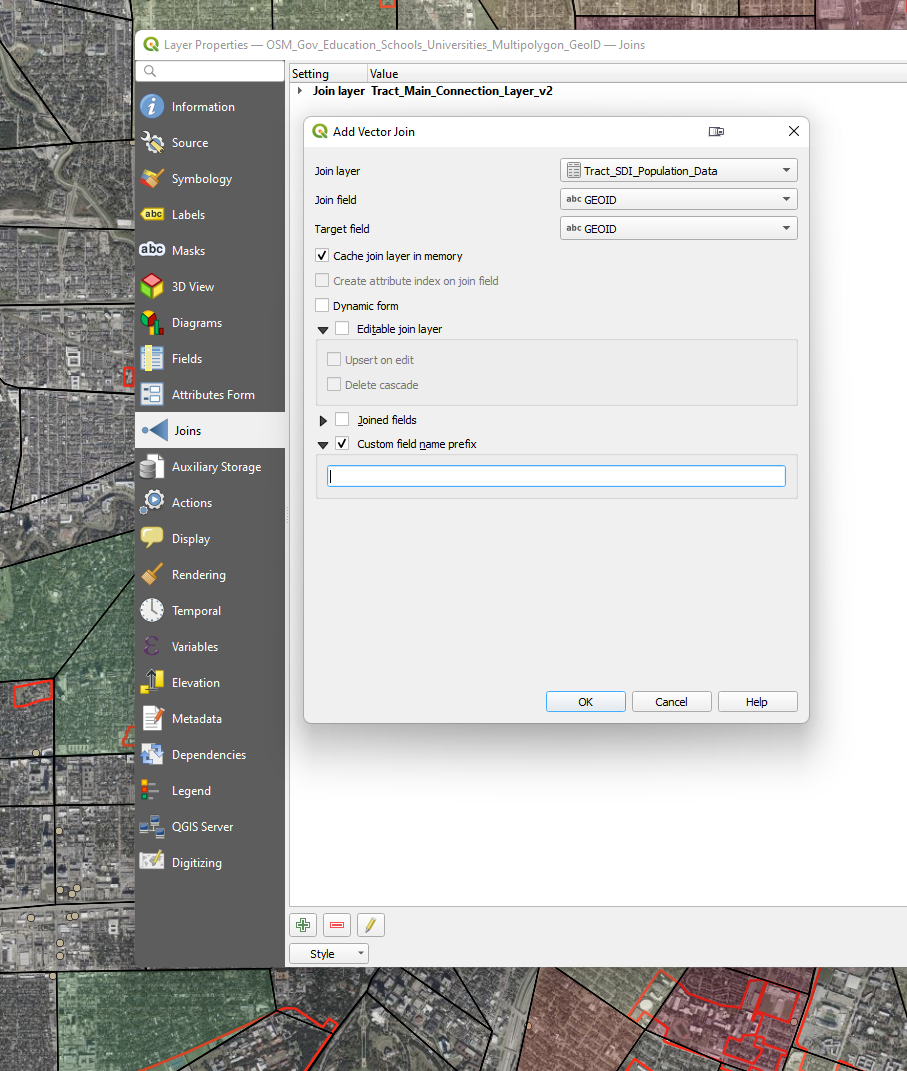 Layer Properties — OSM_Gov_Education_Schools_Universities_Multipolygon_GeoID — Joins
Information
Source
Symbology
abc Labels
abc Masks
3D View
Diagrams
Fields
Attributes Form
Joins
Auxiliary Storage
Actions
Display
Rendering
Temporal
Variables
Elevation
Metadata
Dependencies
Legend
QGIS Server
Digitizing
Setting Value
Join layer Tract_Main_Connection_Layer_v2
Add Vector Join
Join layer Tract_SDI_Population_Data
Join field abc GEOID
Target field abc GEOID
Cache join layer in memory
Create attribute index on join field
Dynamic form
Editable join layer
Upsert on edit
Delete cascade
Joined fields
Custom field name prefix
OK Cancel Help
Style